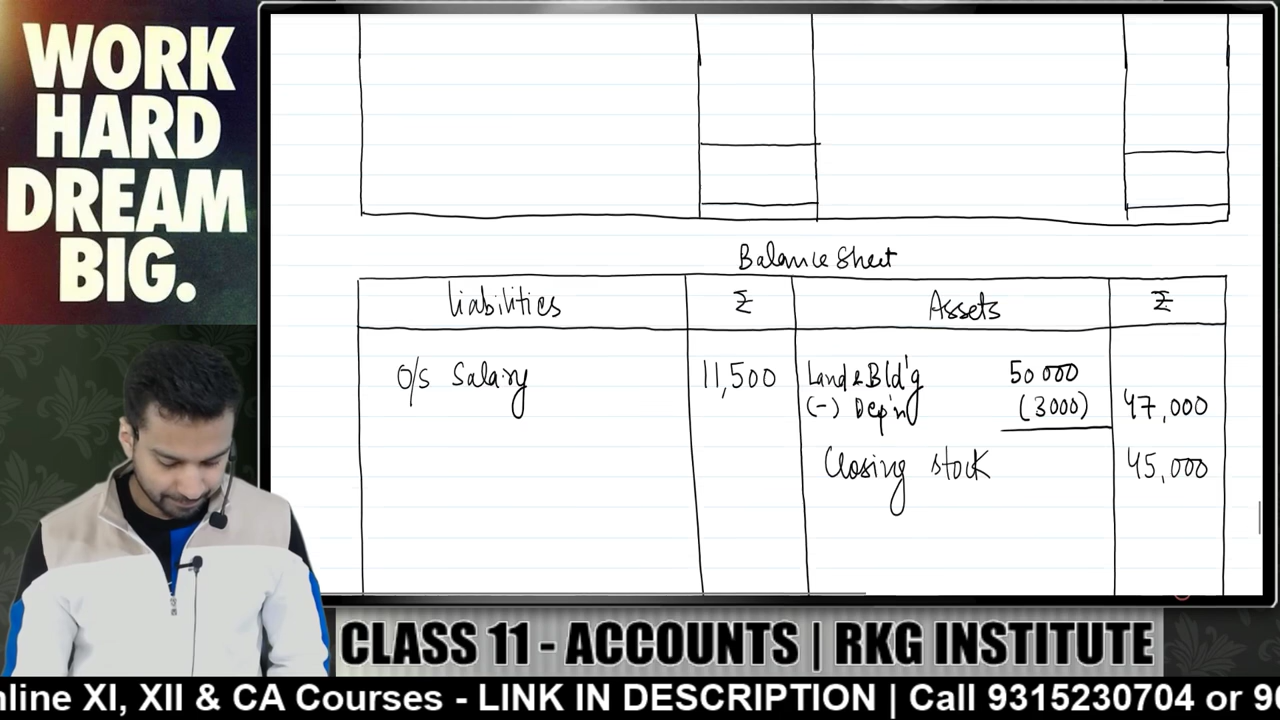 WORK
HARD
DREAM
BIG.
Balance Sheet
Liabilities ₹ Assets ₹
O/s Salary 11,500 Land & Bld'g 50000
(-) Dep'n (3000) 47,000
Closing stock 45,000
CLASS 11 - ACCOUNTS | RKG INSTITUTE
nline XI, XII & CA Courses - LINK IN DESCRIPTION | Call 9315230704 or 9